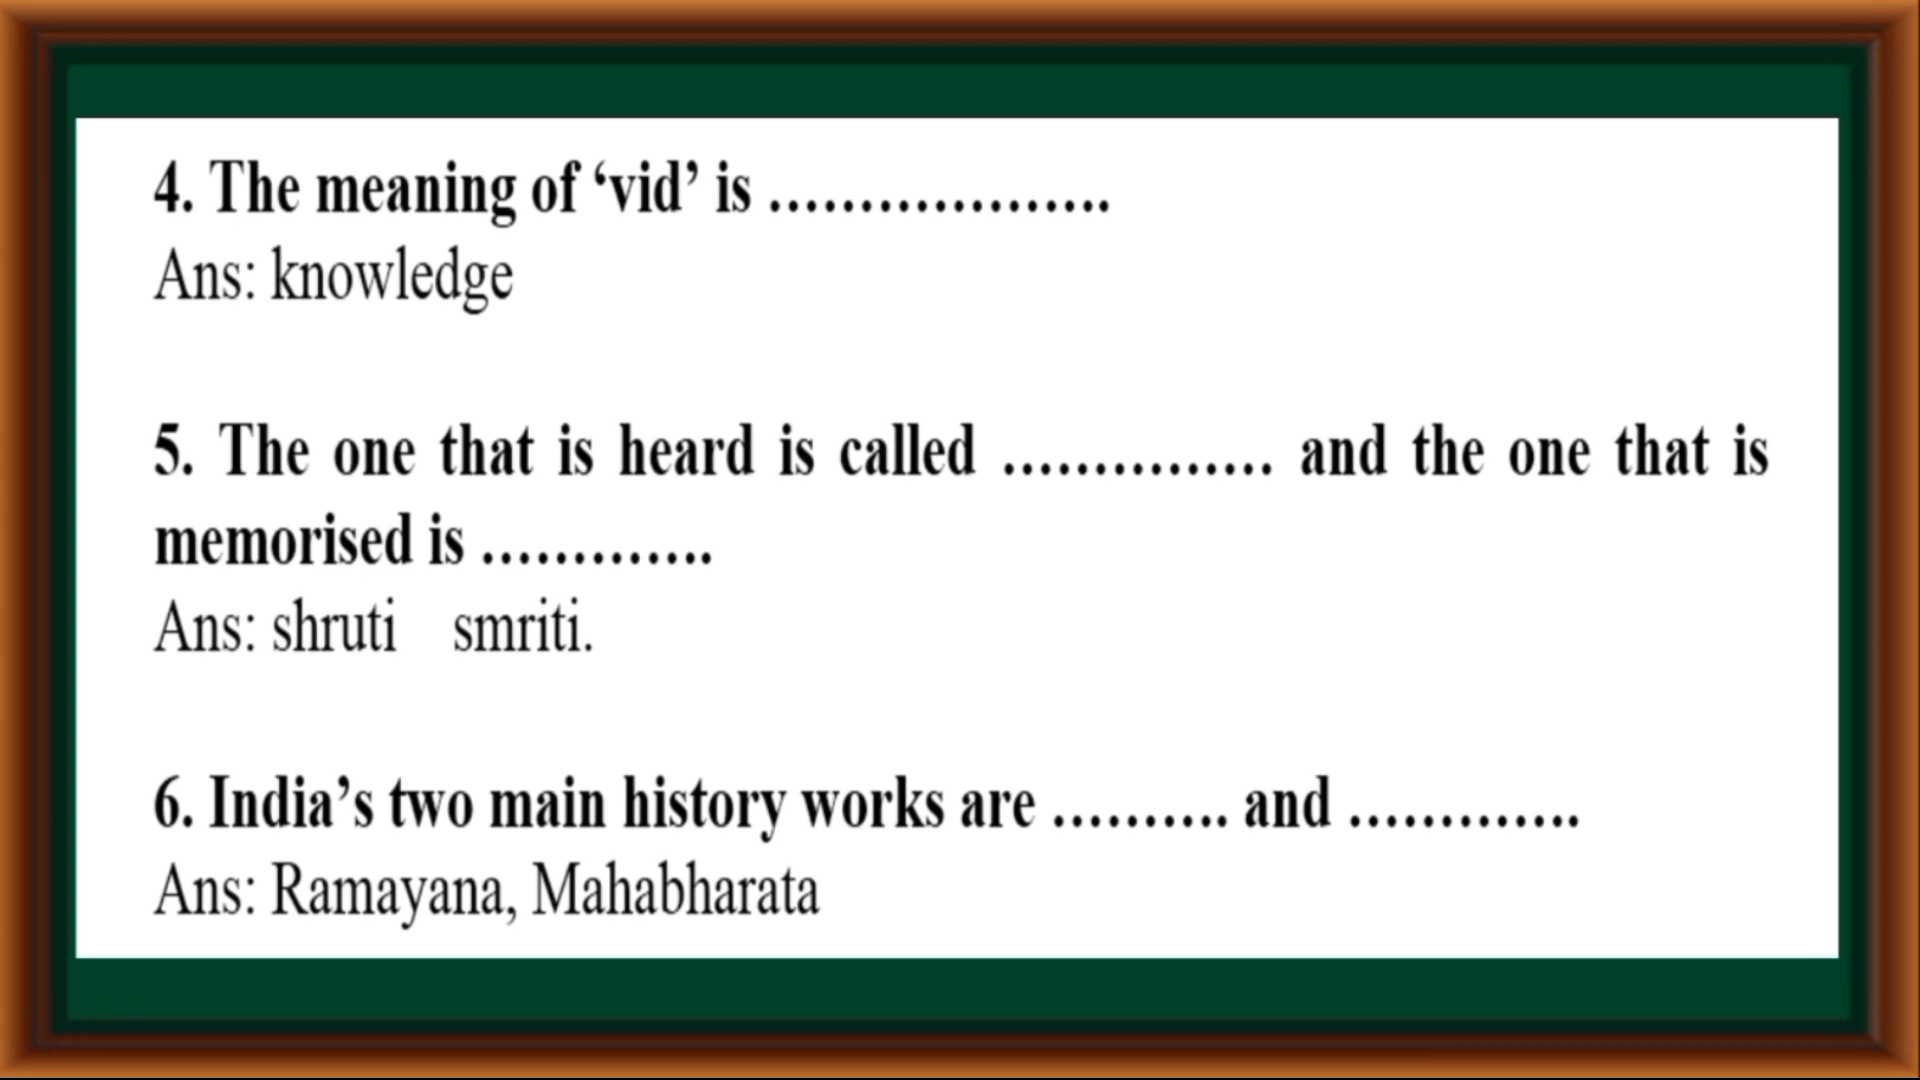 4. The meaning of ‘vid’ is ………………….
Ans: knowledge
5. The one that is heard is called …………… and the one that is
memorised is ………….
Ans: shruti smriti.
6. India’s two main history works are ………. and ………….
Ans: Ramayana, Mahabharata